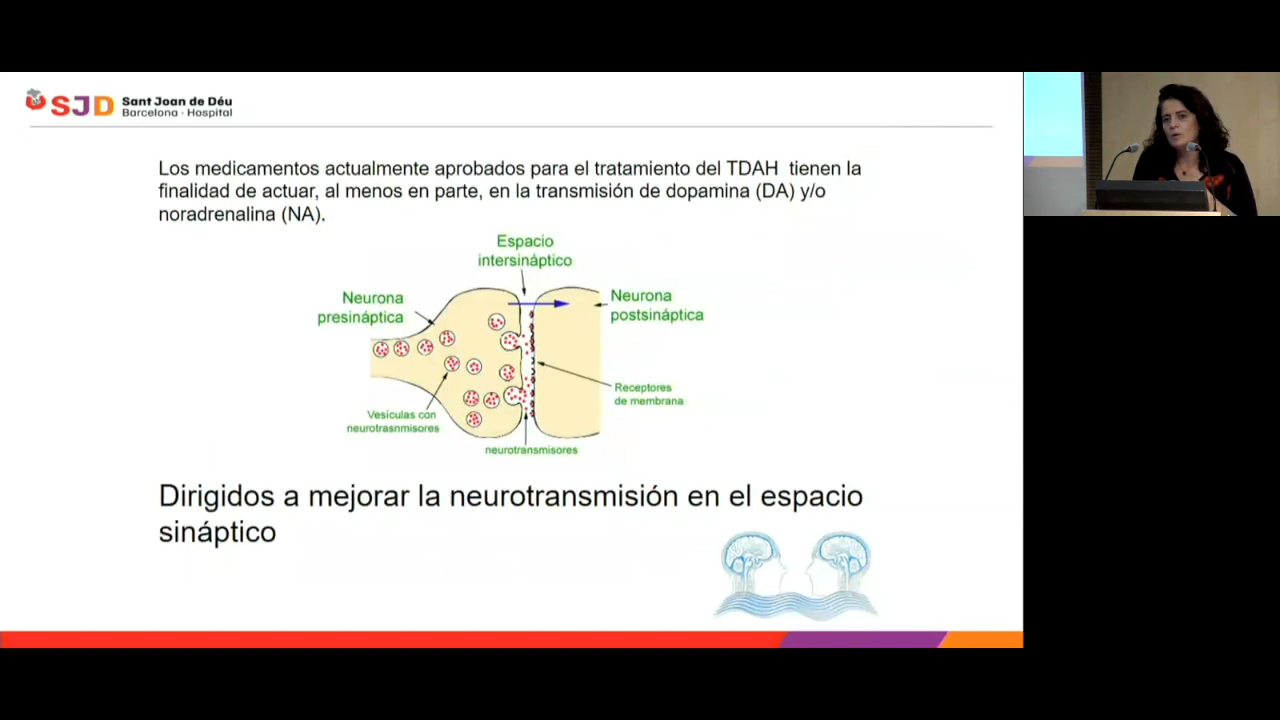 SJD Sant Joan de Déu
Barcelona · Hospital
Los medicamentos actualmente aprobados para el tratamiento del TDAH tienen la
finalidad de actuar, al menos en parte, en la transmisión de dopamina (DA) y/o
noradrenalina (NA).
Espacio
intersináptico
Neurona
presináptica
Neurona
postsináptica
Receptores
de membrana
Vesiculas con
neurotrasnmisores
neurotransmisores
Dirigidos a mejorar la neurotransmisión en el espacio
sináptico